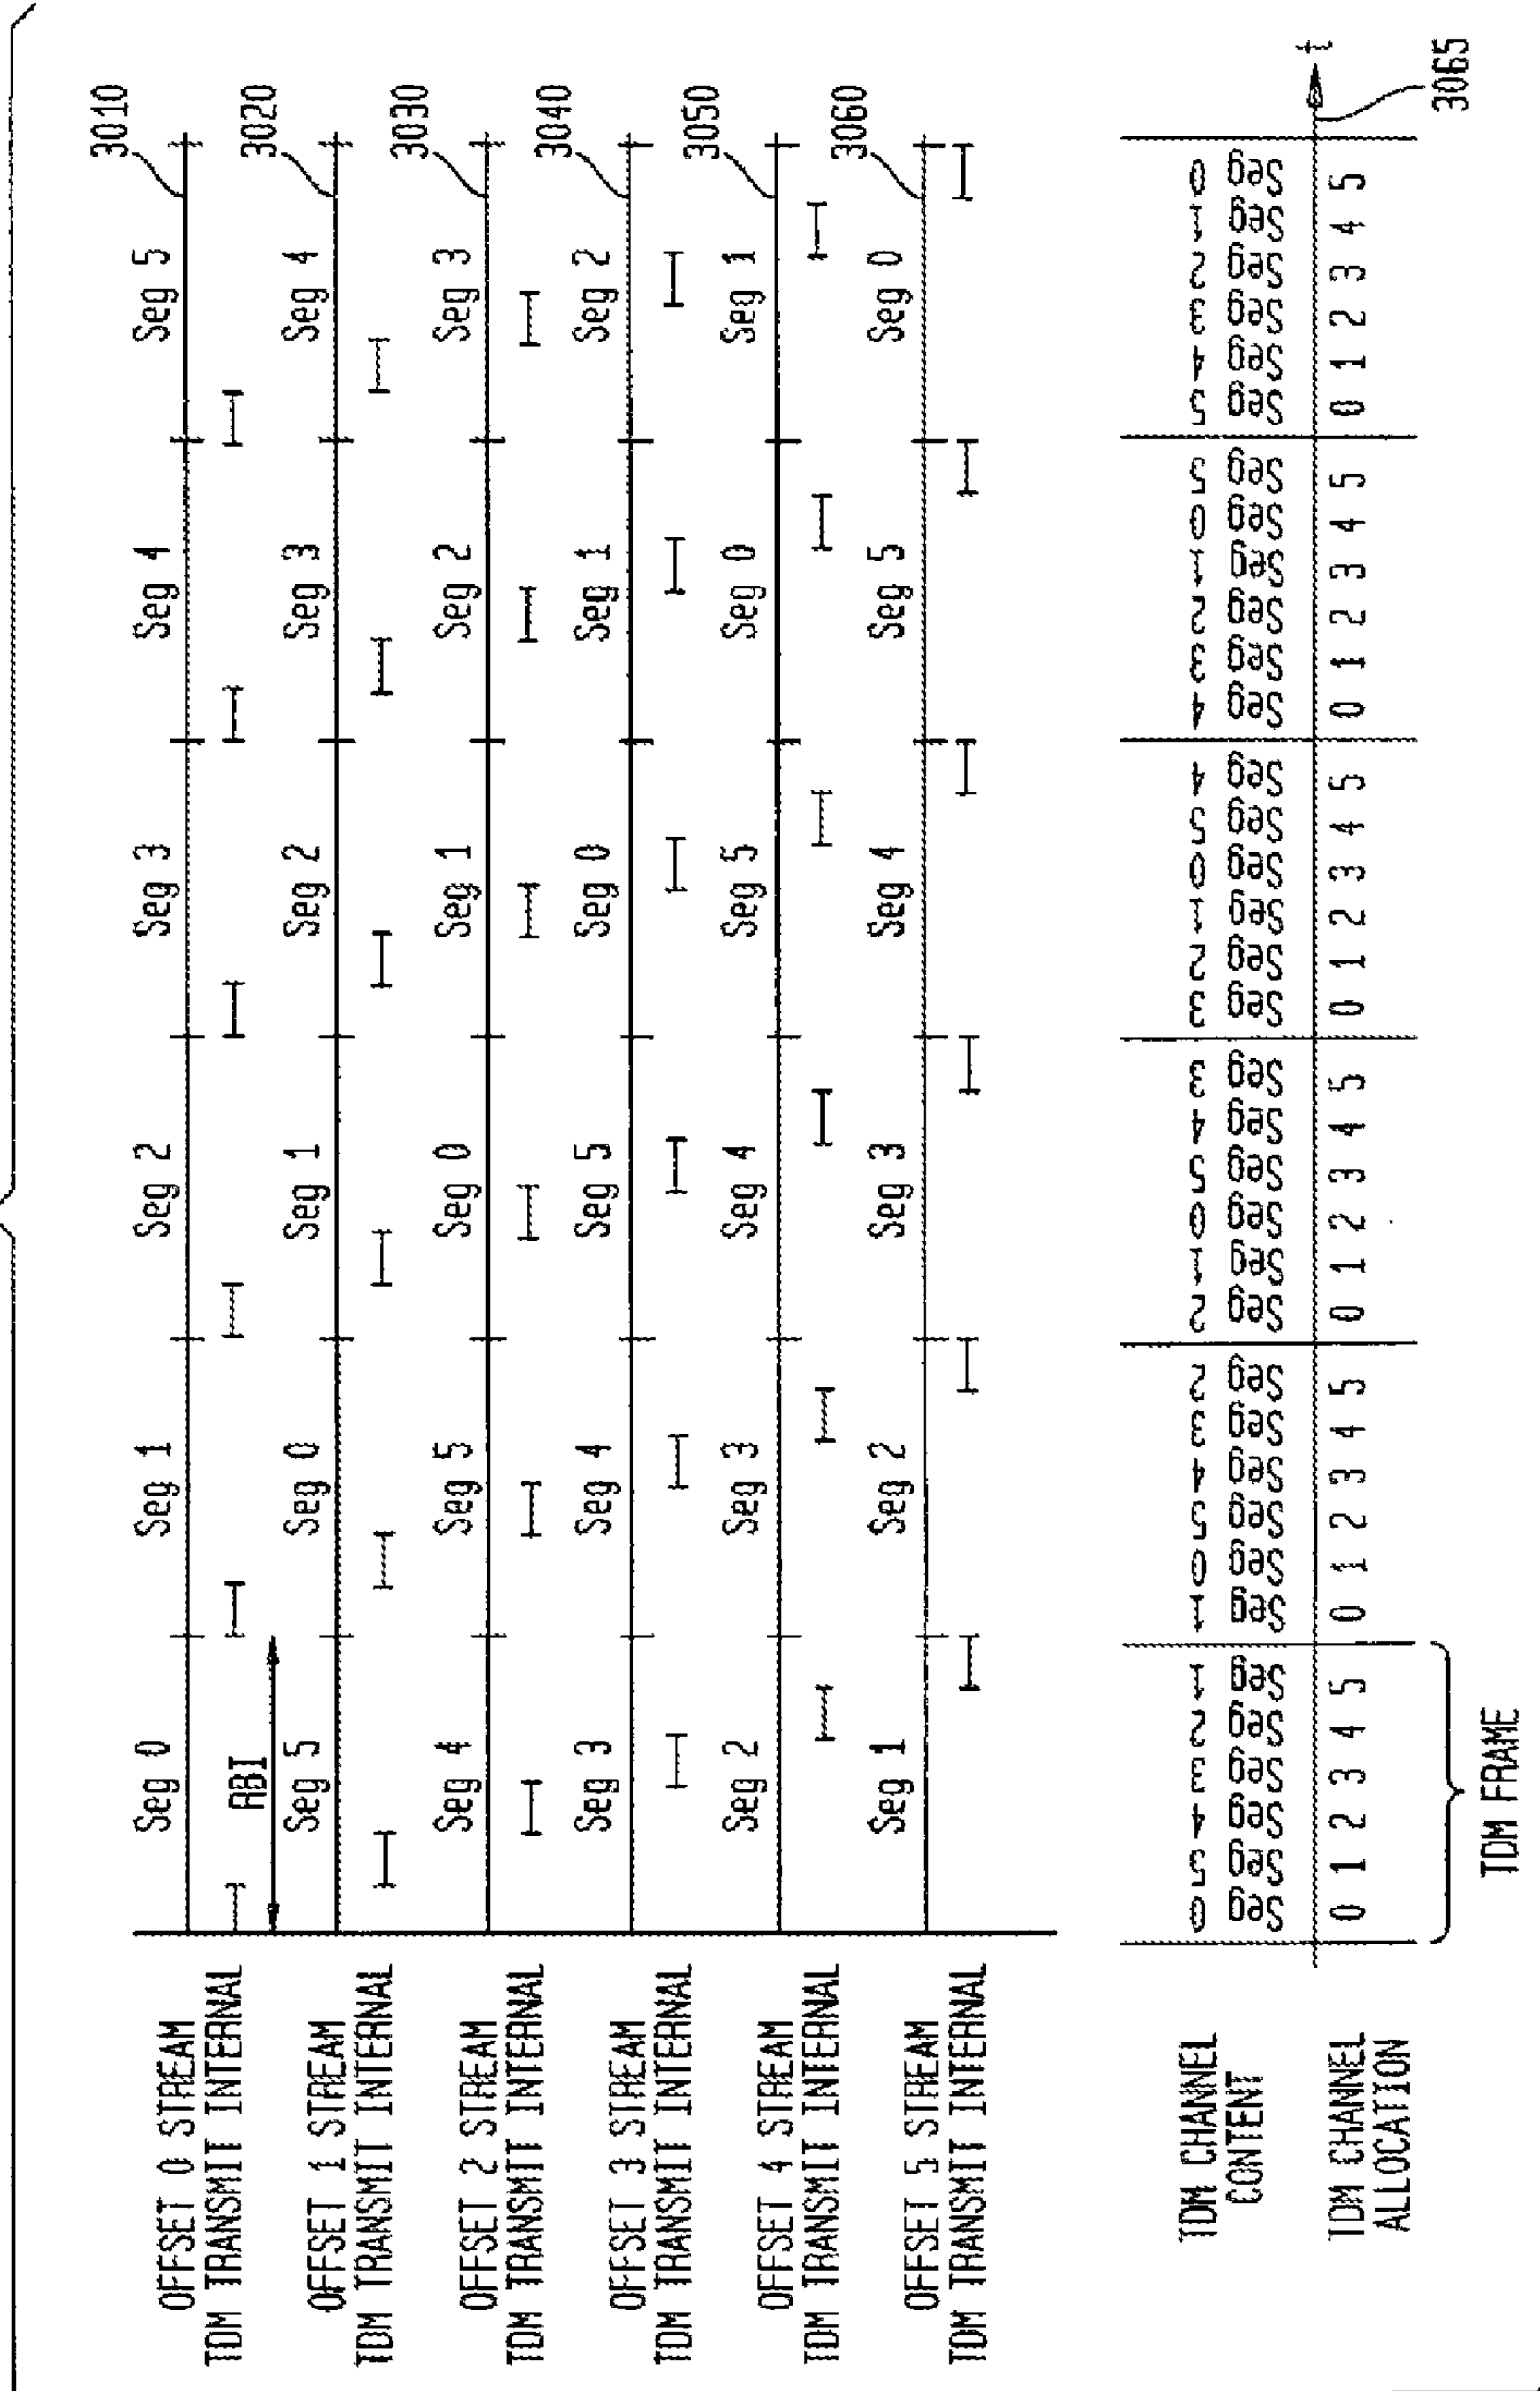 3010
OFFSET 0 STREAM Seg 0 Seg 1 Seg 2 Seg 3 Seg 4 Seg 5
TDM TRANSMIT INTERNAL
RBI
3020
OFFSET 1 STREAM Seg 5 Seg 0 Seg 1 Seg 2 Seg 3 Seg 4
TDM TRANSMIT INTERNAL
3030
OFFSET 2 STREAM Seg 4 Seg 5 Seg 0 Seg 1 Seg 2 Seg 3
TDM TRANSMIT INTERNAL
3040
OFFSET 3 STREAM Seg 3 Seg 4 Seg 5 Seg 0 Seg 1 Seg 2
TDM TRANSMIT INTERNAL
3050
OFFSET 4 STREAM Seg 2 Seg 3 Seg 4 Seg 5 Seg 0 Seg 1
TDM TRANSMIT INTERNAL
3060
OFFSET 5 STREAM Seg 1 Seg 2 Seg 3 Seg 4 Seg 5 Seg 0
TDM TRANSMIT INTERNAL
TDM CHANNEL
CONTENT
Seg 0 Seg 5 Seg 4 Seg 3 Seg 2 Seg 1
Seg 1 Seg 0 Seg 5 Seg 4 Seg 3 Seg 2
Seg 2 Seg 1 Seg 0 Seg 5 Seg 4 Seg 3
Seg 3 Seg 2 Seg 1 Seg 0 Seg 5 Seg 4
Seg 4 Seg 3 Seg 2 Seg 1 Seg 0 Seg 5
Seg 5 Seg 4 Seg 3 Seg 2 Seg 1 Seg 0
t
TDM CHANNEL
ALLOCATION
0 1 2 3 4 5 0 1 2 3 4 5 0 1 2 3 4 5 0 1 2 3 4 5 0 1 2 3 4 5 0 1 2 3 4 5
3065
TDM FRAME